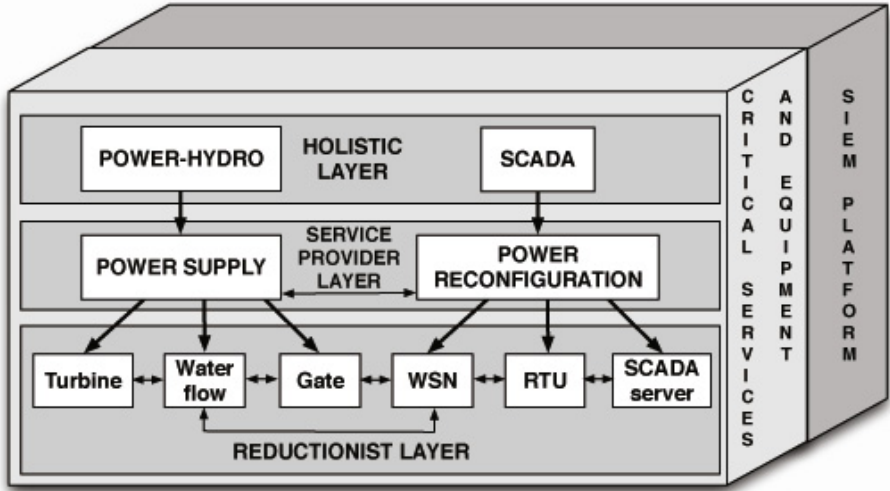 POWER-HYDRO
HOLISTIC
LAYER
SCADA
POWER SUPPLY
SERVICE
PROVIDER
LAYER
POWER
RECONFIGURATION
Turbine
Water
flow
Gate
WSN
RTU
SCADA
server
REDUCTIONIST LAYER
CRITICAL SERVICES
AND EQUIPMENT
SIEM PLATFORM